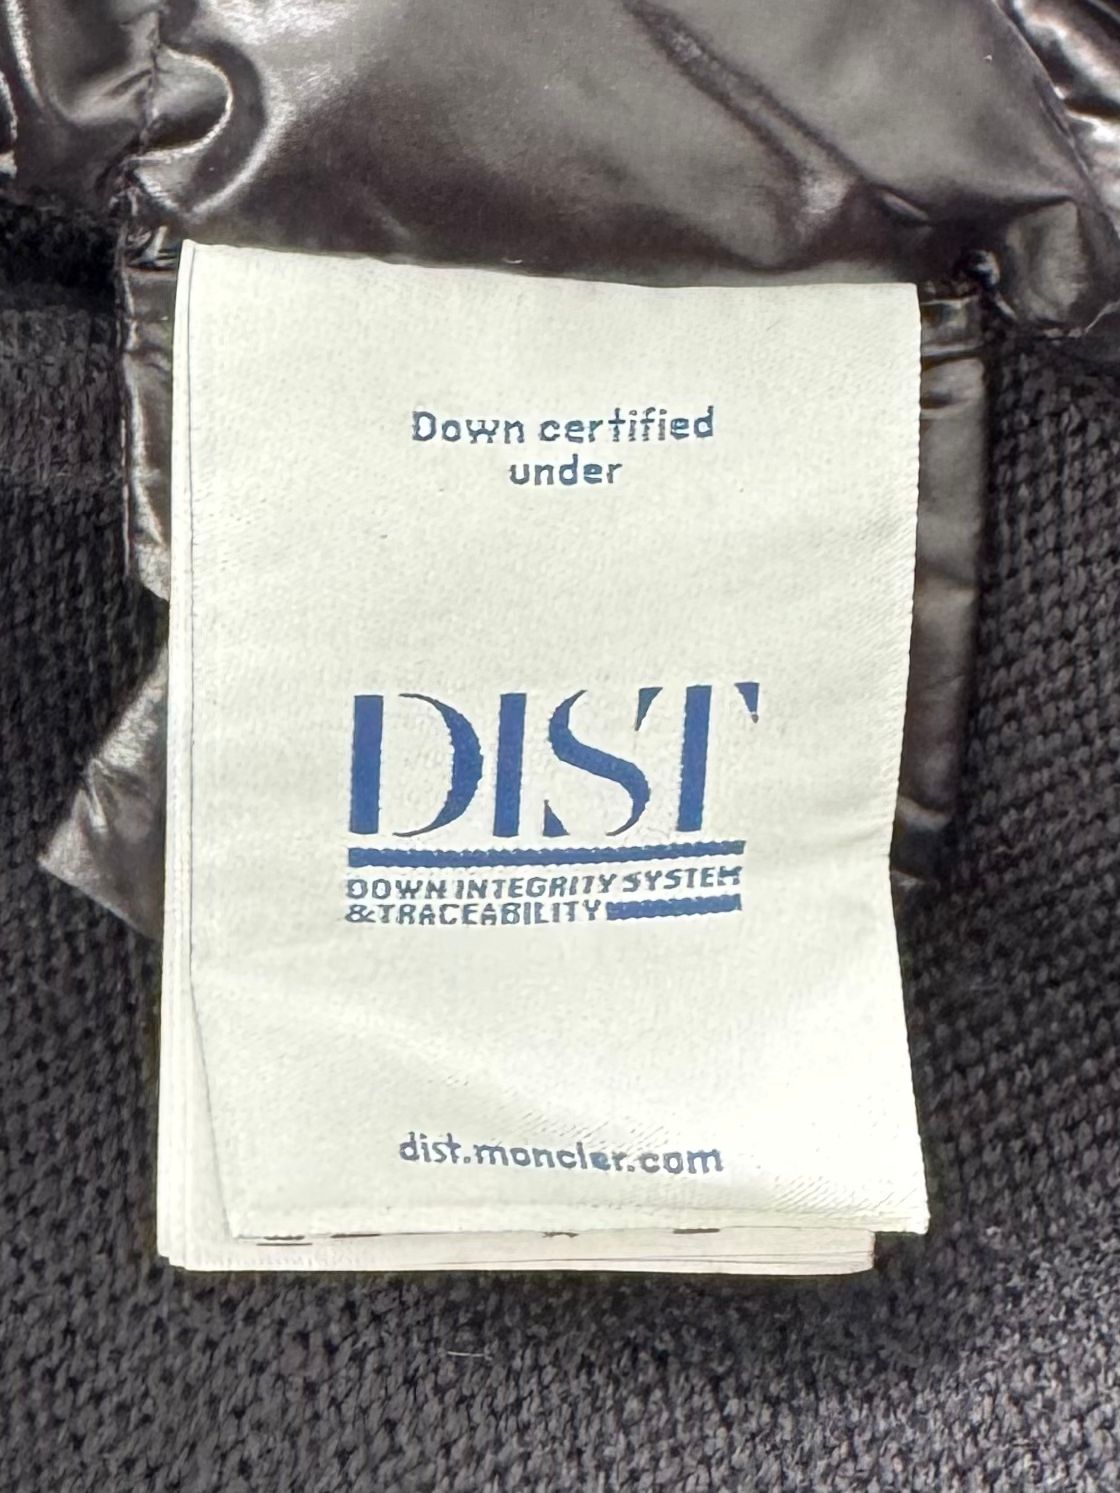 Down certified
under
DIST
DOWN INTEGRITY SYSTEM
&TRACEABILITY
dist.moncler.com